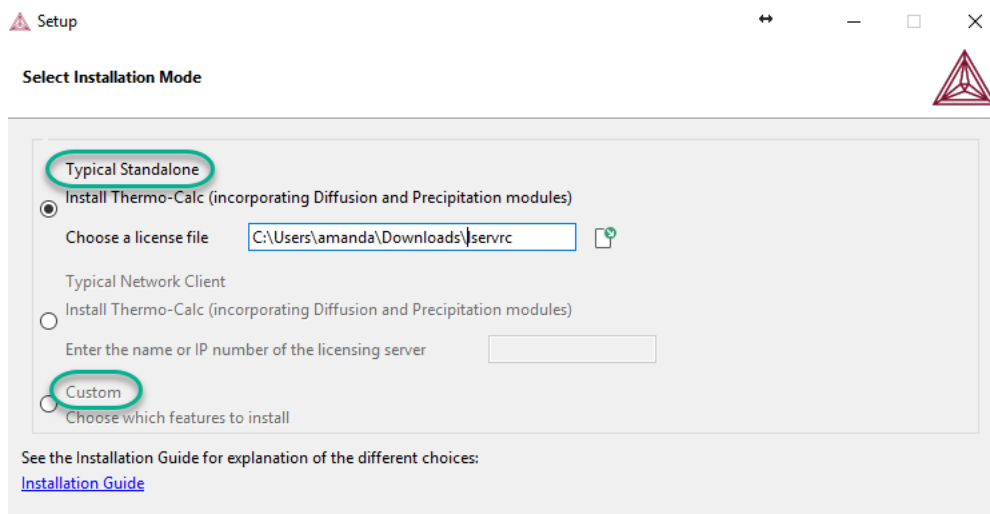 Setup
Select Installation Mode
Typical Standalone
Install Thermo-Calc (incorporating Diffusion and Precipitation modules)
Choose a license file C:\Users\amanda\Downloads\lservrc
Typical Network Client
Install Thermo-Calc (incorporating Diffusion and Precipitation modules)
Enter the name or IP number of the licensing server
Custom
Choose which features to install
See the Installation Guide for explanation of the different choices:
Installation Guide